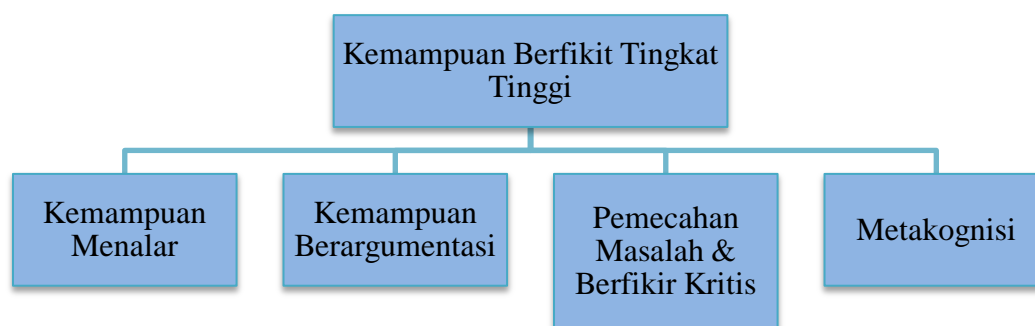 Kemampuan Berfikit Tingkat
Tinggi
Kemampuan
Menalar
Kemampuan
Berargumentasi
Pemecahan
Masalah &
Berfikir Kritis
Metakognisi